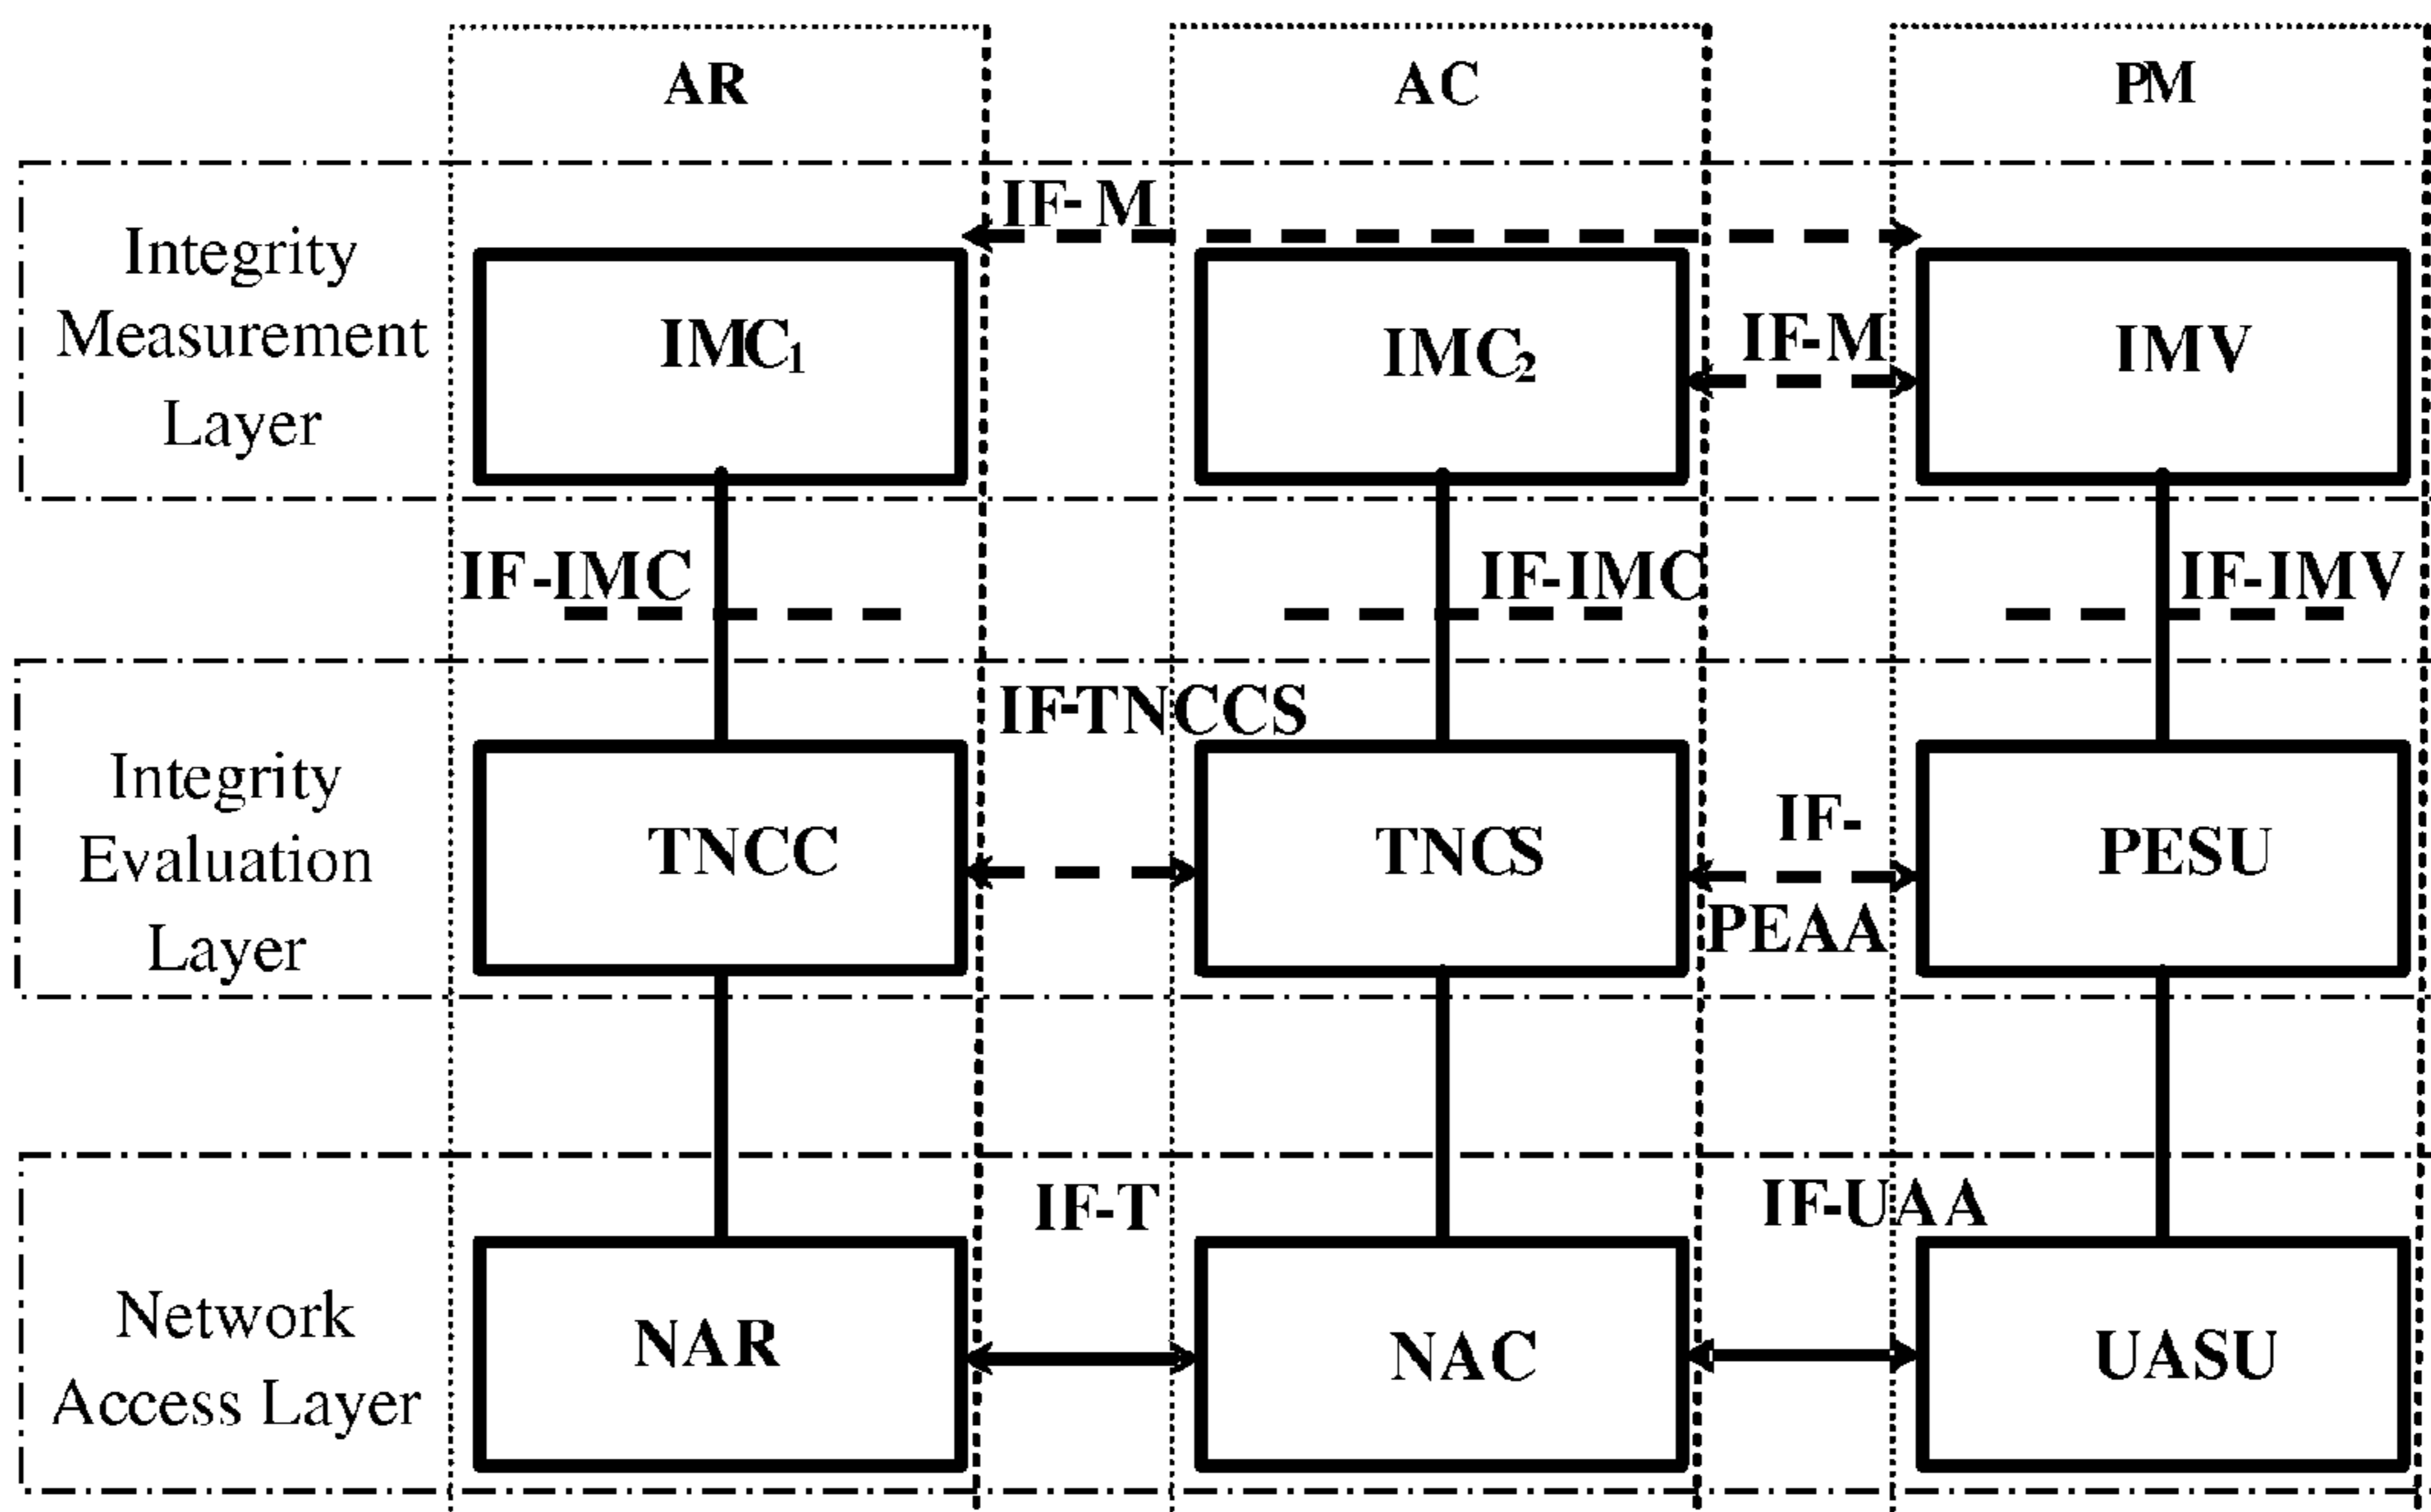 AR
AC
PM
IF-M
Integrity
Measurement
Layer
IMC₁
IMC₂
IF-M
IMV
IF-IMC
IF-IMC
IF-IMV
IF-TNCCS
Integrity
Evaluation
Layer
TNCC
TNCS
IF-
PEAA
PESU
IF-T
IF-UAA
Network
Access Layer
NAR
NAC
UASU